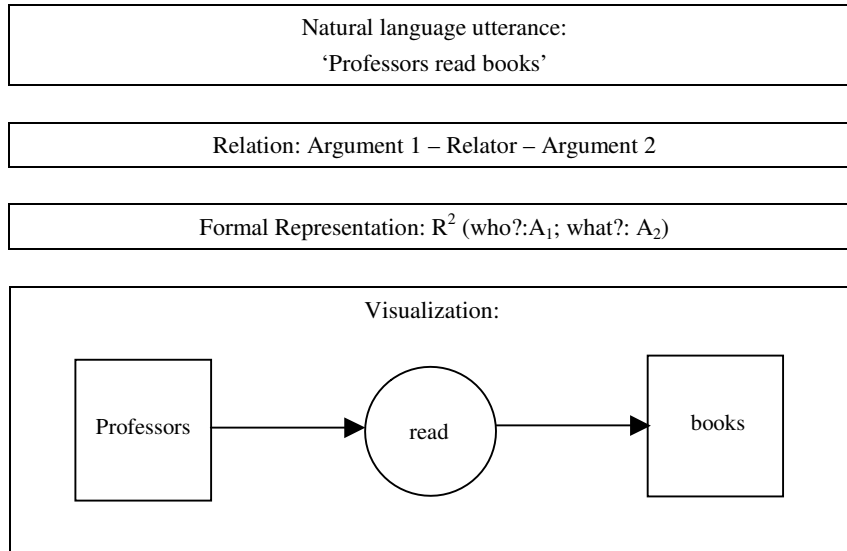 Natural language utterance:
‘Professors read books’
Relation: Argument 1 – Relator – Argument 2
Formal Representation: R² (who?:A₁; what?: A₂)
Visualization:
Professors
read
books